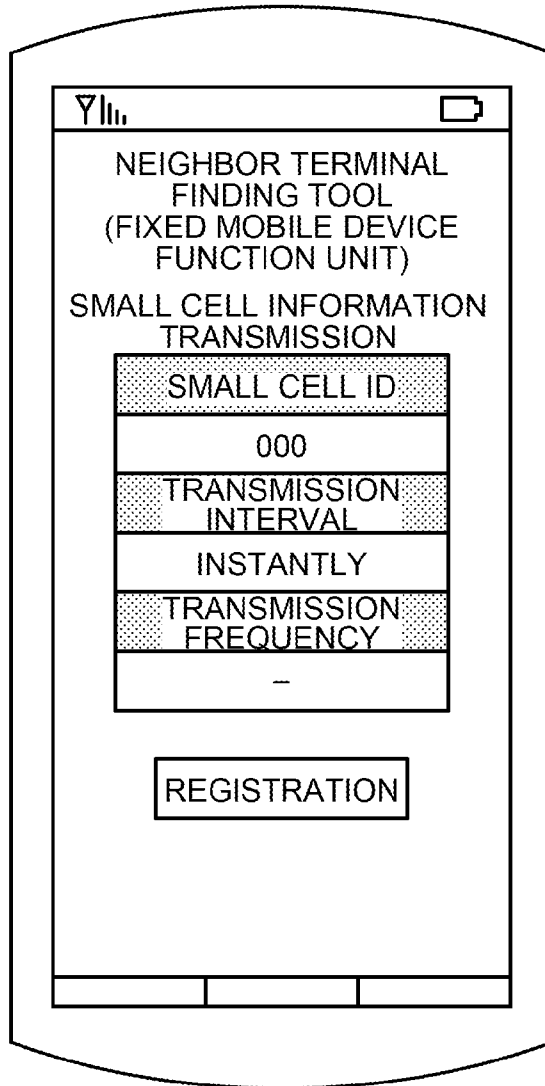 NEIGHBOR TERMINAL
FINDING TOOL
(FIXED MOBILE DEVICE
FUNCTION UNIT)
SMALL CELL INFORMATION
TRANSMISSION
SMALL CELL ID
000
TRANSMISSION
INTERVAL
INSTANTLY
TRANSMISSION
FREQUENCY
–
REGISTRATION